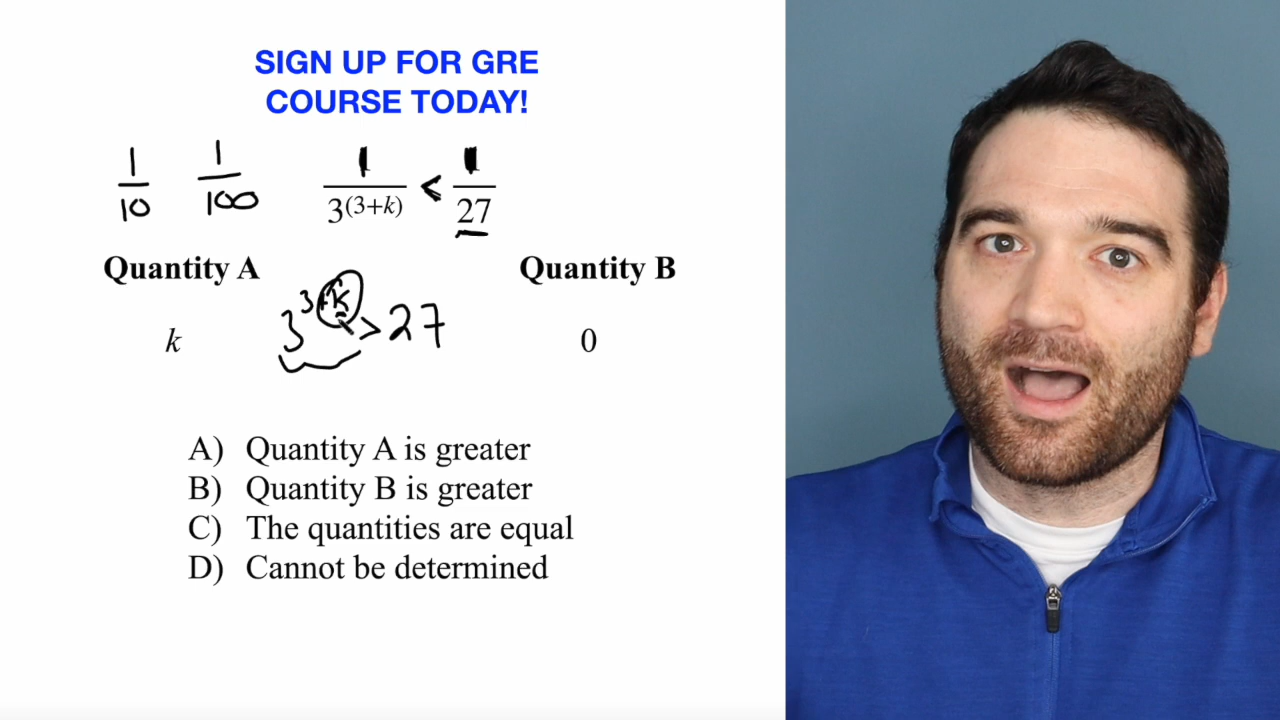 SIGN UP FOR GRE
COURSE TODAY!
1/10 1/100 1/3^(3+k) < 1/27
Quantity A Quantity B
3^3+k > 27
k 0
A) Quantity A is greater
B) Quantity B is greater
C) The quantities are equal
D) Cannot be determined